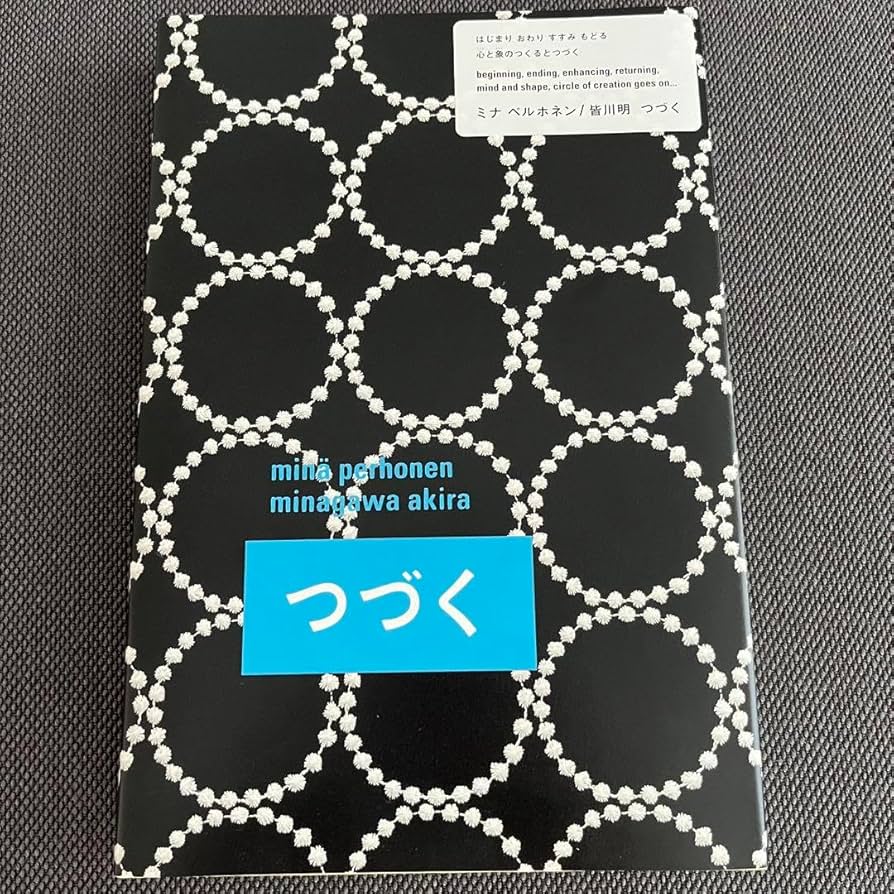 はじまり おわり すすみ もどる
心と象のつくるとつづく
beginning, ending, enhancing, returning,
mind and shape, circle of creation goes on...
ミナ ペルホネン/皆川明 つづく
minä perhonen
minagawa akira
つづく